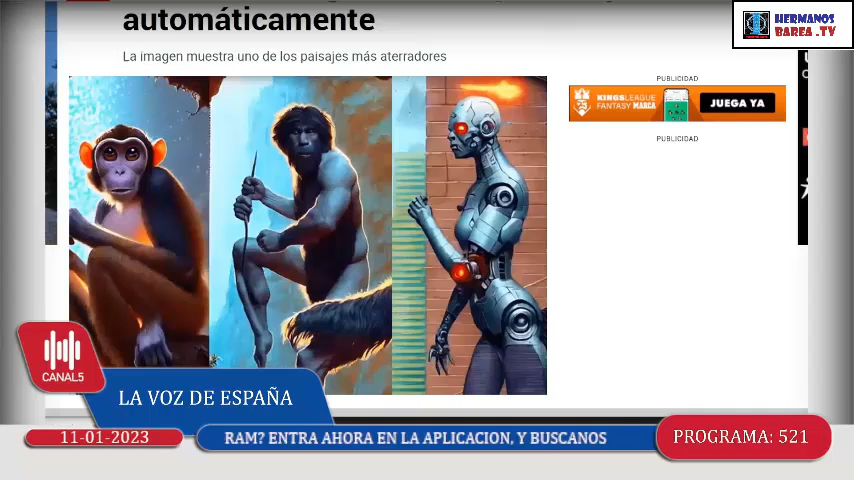 automáticamente
La imagen muestra uno de los paisajes más aterradores
HERMANOS
BAREA .TV
PUBLICIDAD
KINGS LEAGUE
FANTASY MARCA
JUEGA YA
PUBLICIDAD
CANAL5
LA VOZ DE ESPAÑA
11-01-2023
RAM? ENTRA AHORA EN LA APLICACION, Y BUSCANOS
PROGRAMA: 521